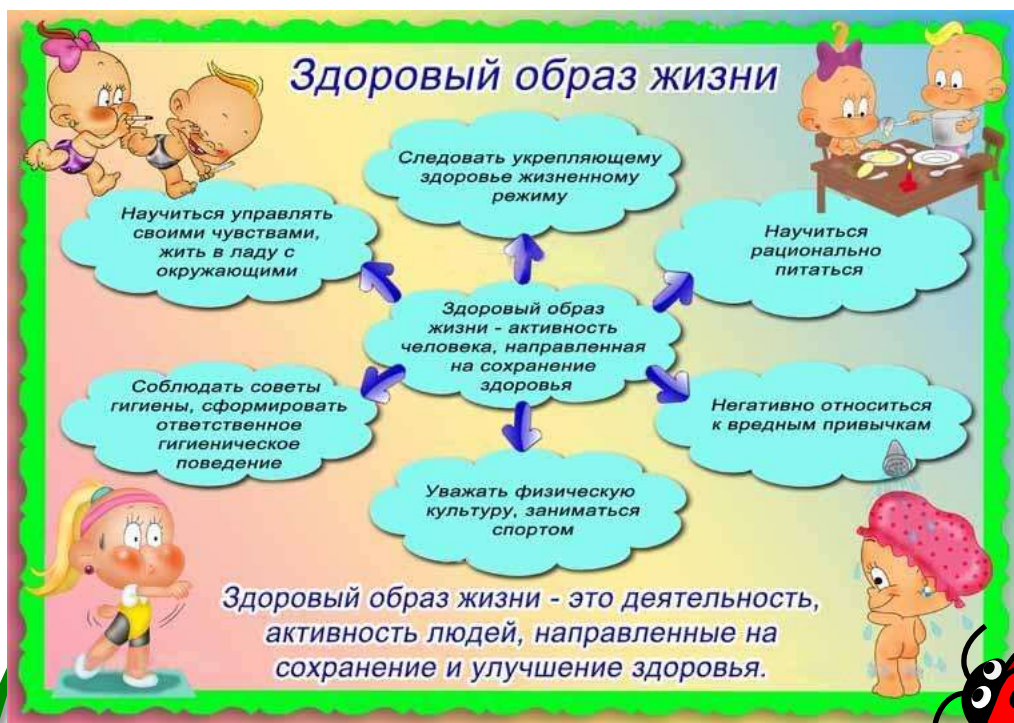 Здоровый образ жизни
Следовать укрепляющему
здоровье жизненному
режиму
Научиться управлять
своими чувствами,
жить в ладу с
окружающими
Научиться
рационально
питаться
Здоровый образ
жизни - активность
человека, направленная
на сохранение
здоровья
Соблюдать советы
гигиены, сформировать
ответственное
гигиеническое
поведение
Негативно относиться
к вредным привычкам
Уважать физическую
культуру, заниматься
спортом
Здоровый образ жизни - это деятельность,
активность людей, направленные на
сохранение и улучшение здоровья.